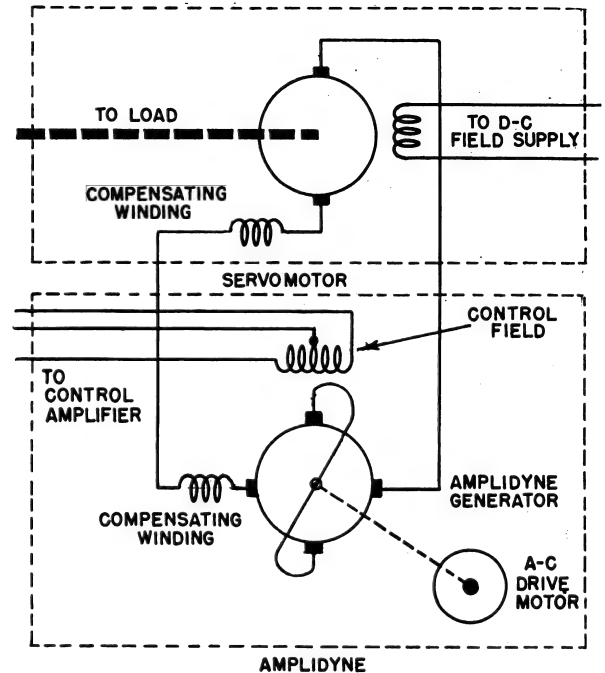 TO LOAD
TO D-C
FIELD SUPPLY
COMPENSATING
WINDING
SERVOMOTOR
CONTROL
FIELD
TO
CONTROL
AMPLIFIER
AMPLIDYNE
GENERATOR
COMPENSATING
WINDING
A-C
DRIVE
MOTOR
AMPLIDYNE